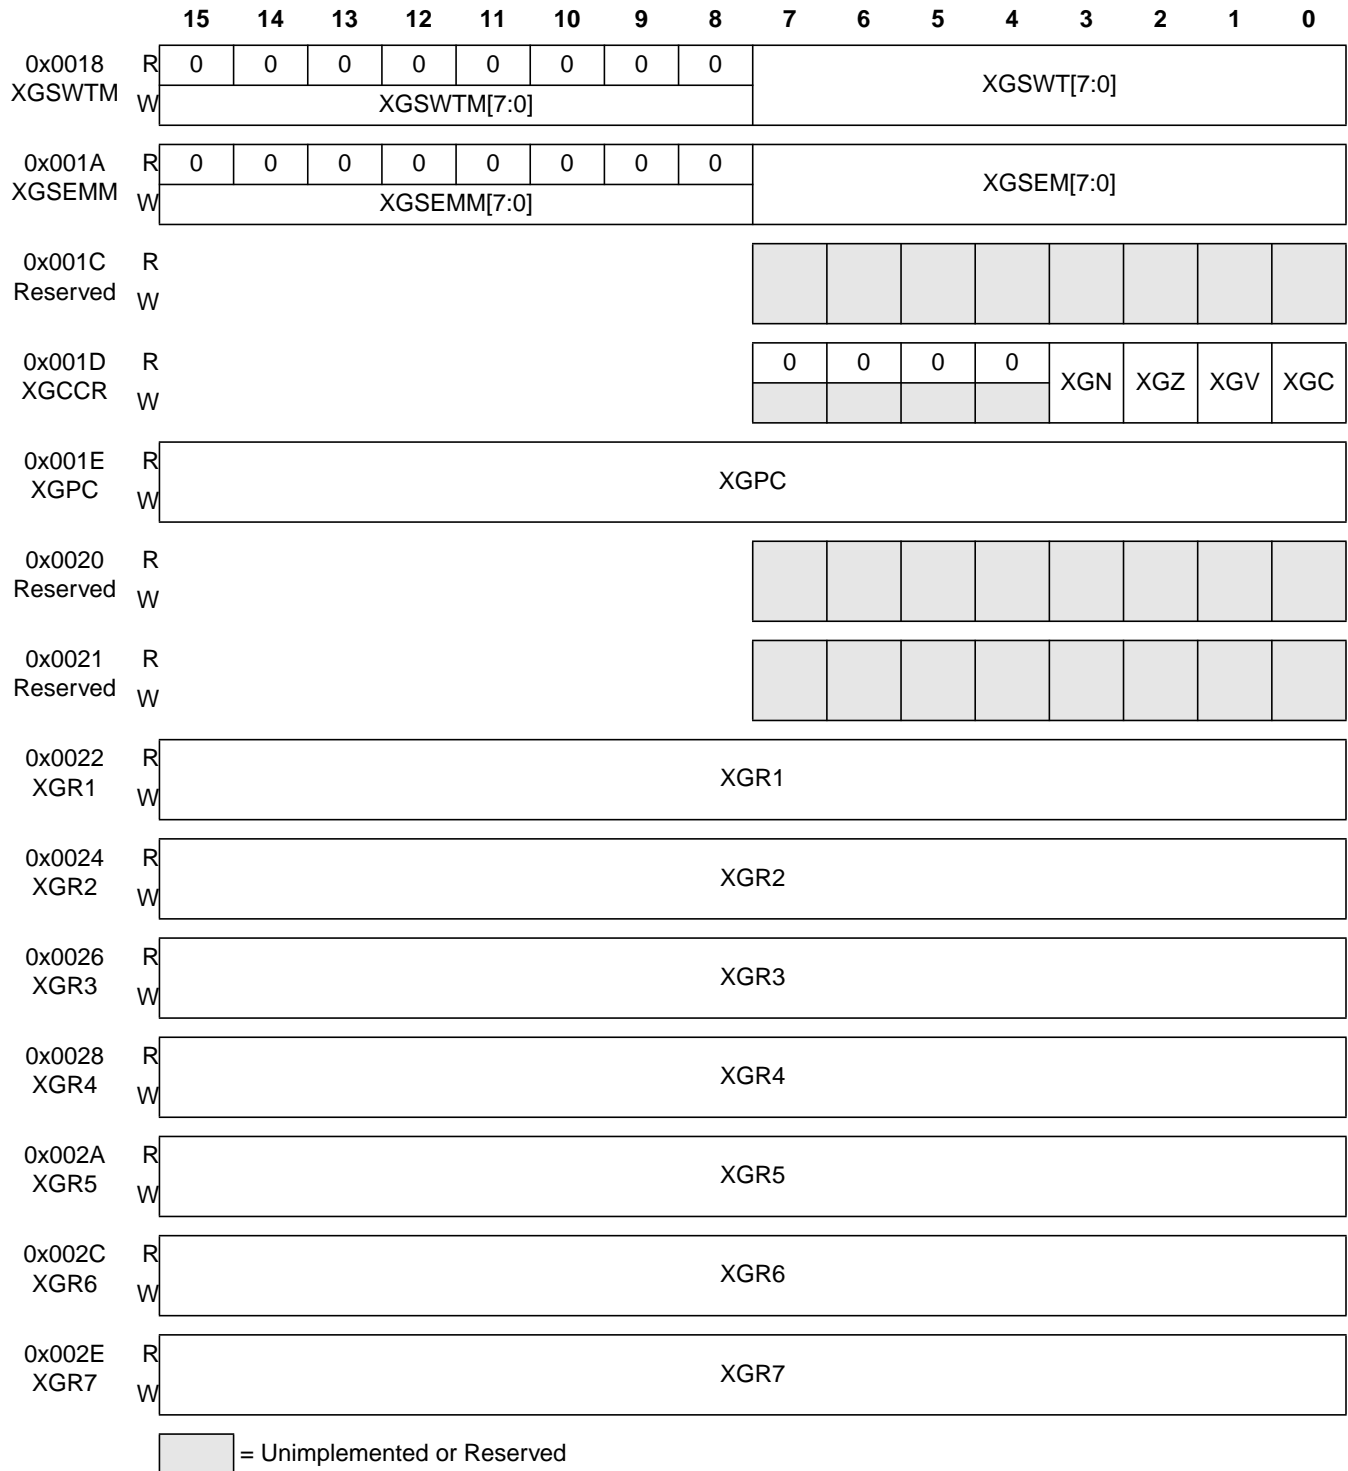 15 14 13 12 11 10 9 8 7 6 5 4 3 2 1 0
0x0018 R 0 0 0 0 0 0 0 0 XGSWT[7:0]
XGSWTM W XGSWTM[7:0]
0x001A R 0 0 0 0 0 0 0 0 XGSEM[7:0]
XGSEMM W XGSEMM[7:0]
0x001C R
Reserved W
0x001D R 0 0 0 0 XGN XGZ XGV XGC
XGCCR W
0x001E R XGPC
XGPC W
0x0020 R
Reserved W
0x0021 R
Reserved W
0x0022 R XGR1
XGR1 W
0x0024 R XGR2
XGR2 W
0x0026 R XGR3
XGR3 W
0x0028 R XGR4
XGR4 W
0x002A R XGR5
XGR5 W
0x002C R XGR6
XGR6 W
0x002E R XGR7
XGR7 W
= Unimplemented or Reserved